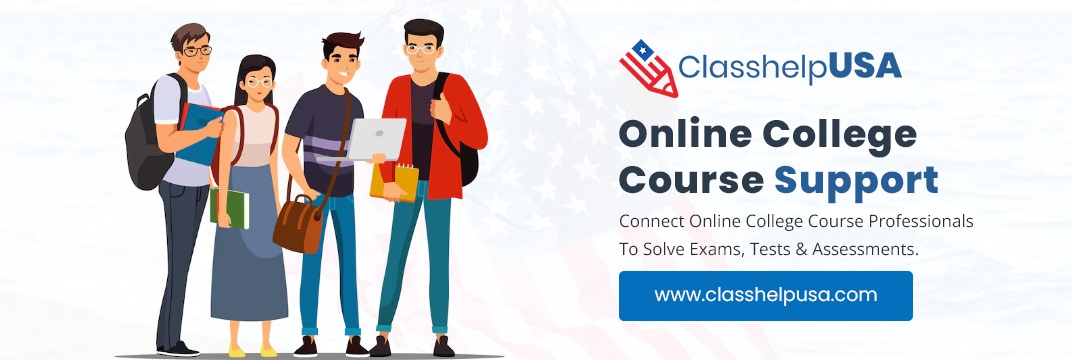 ClasshelpUSA
Online College
Course Support
Connect Online College Course Professionals
To Solve Exams, Tests & Assessments.
www.classhelpusa.com